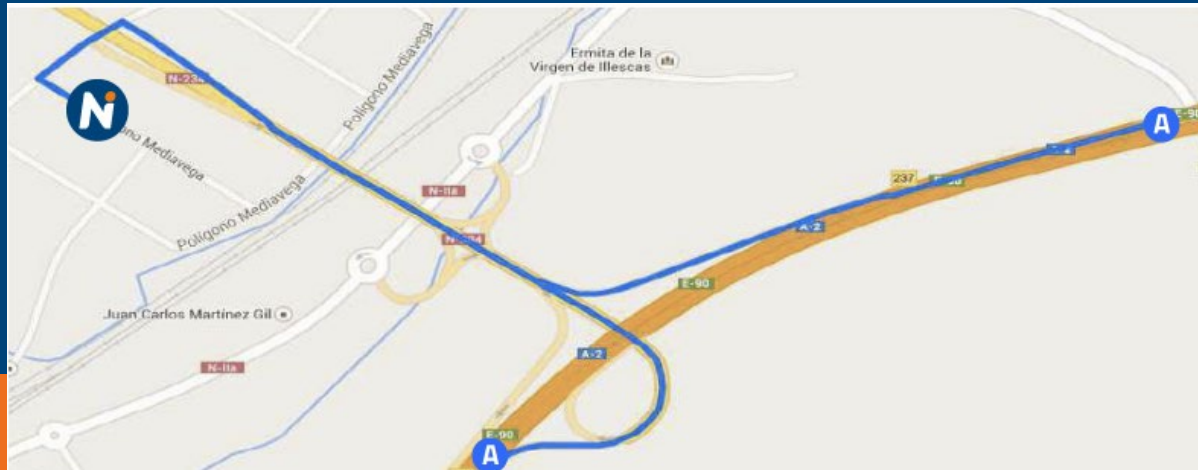 Ermita de la
Virgen de Illescas
A
E-90
N-234
Polígono Mediavega
N
Mediavega
A-2
237
N-IIa
Polígono Mediavega
A-2
E-90
Juan Carlos Martínez Gil
A-2
N-IIa
E-90
A